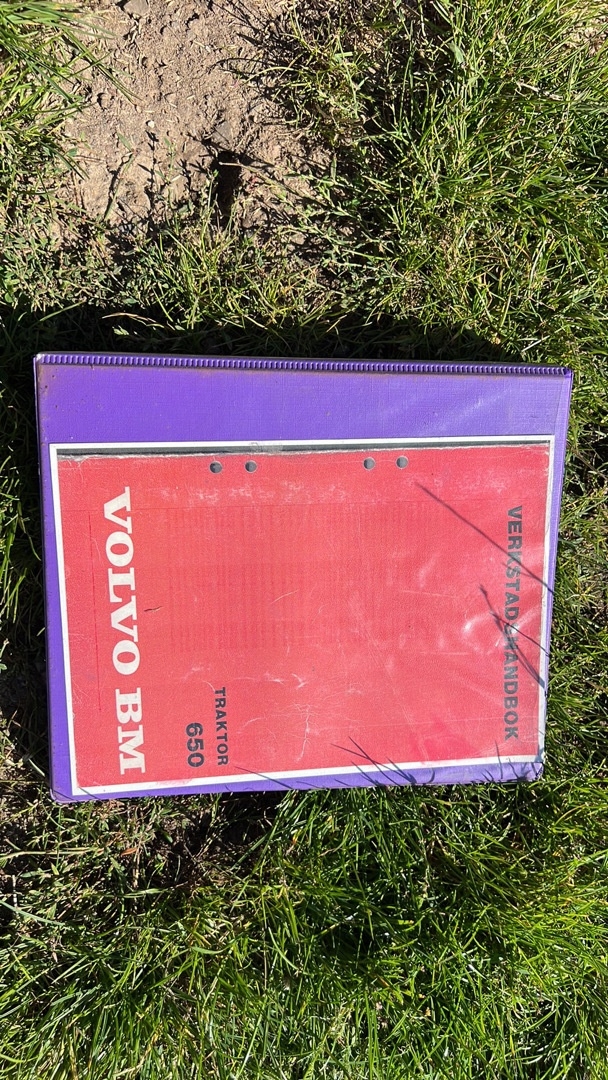 VERKSTADSHANDBOK
TRAKTOR
650
VOLVO BM